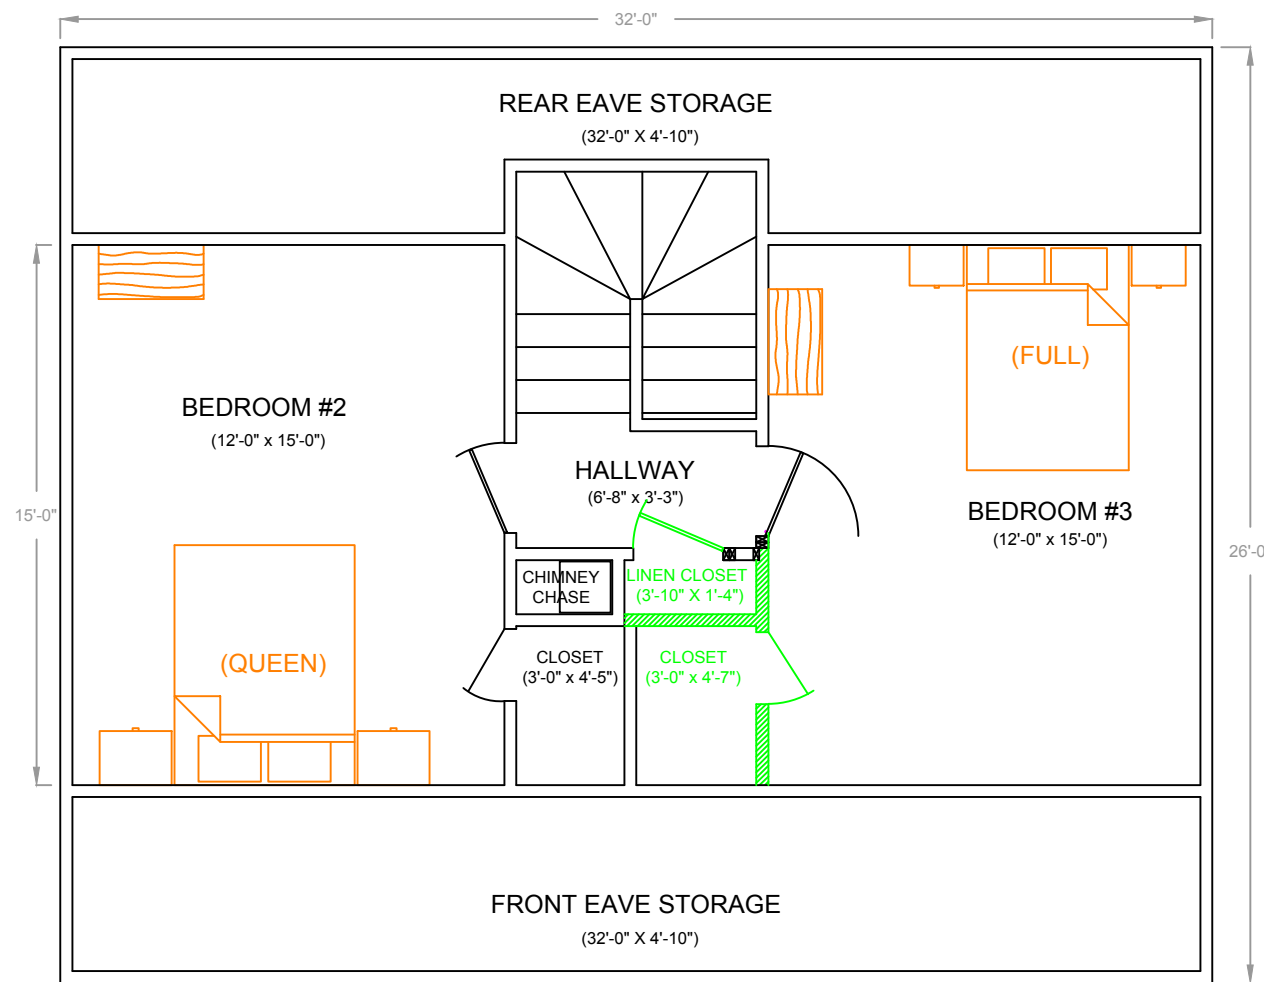 32'-0"
REAR EAVE STORAGE
(32'-0" X 4'-10")
(FULL)
BEDROOM #2
(12'-0" x 15'-0")
HALLWAY
(6'-8" x 3'-3")
BEDROOM #3
(12'-0" x 15'-0")
15'-0"
26'-0
CHIMNEY
CHASE
LINEN CLOSET
(3'-10" X 1'-4")
(QUEEN)
CLOSET
(3'-0" x 4'-5")
CLOSET
(3'-0" x 4'-7")
FRONT EAVE STORAGE
(32'-0" X 4'-10")